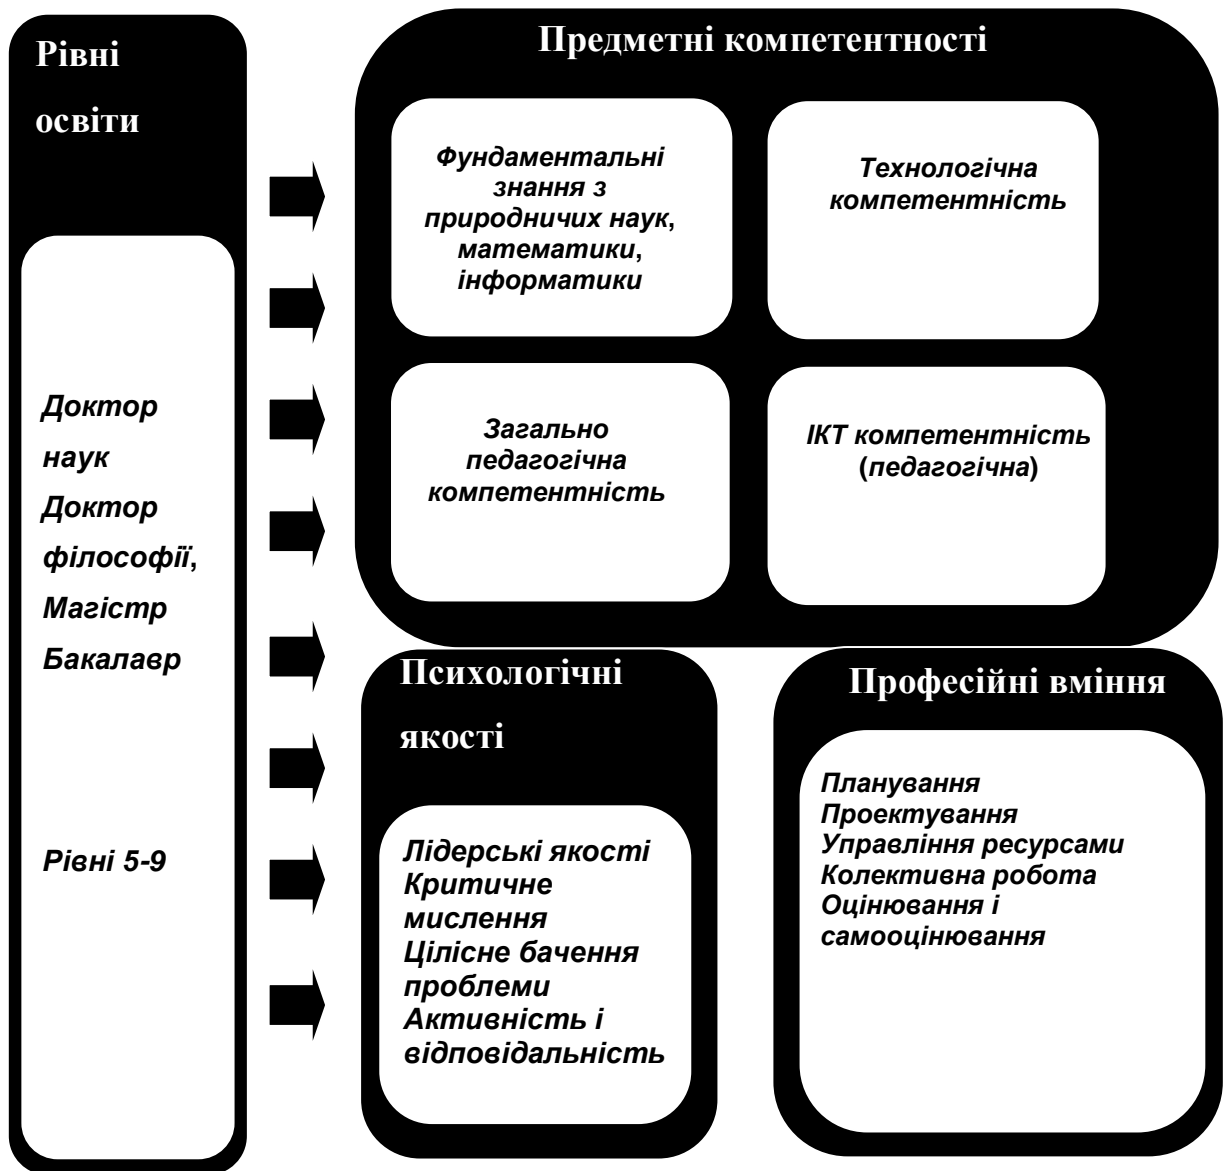 Рівні
освіти
Доктор
наук
Доктор
філософії,
Магістр
Бакалавр
Рівні 5-9
Предметні компетентності
Фундаментальні
знання з
природничих наук,
математики,
інформатики
Технологічна
компетентність
Загально
педагогічна
компетентність
ІКТ компетентність
(педагогічна)
Психологічні
якості
Лідерські якості
Критичне
мислення
Цілісне бачення
проблеми
Активність і
відповідальність
Професійні вміння
Планування
Проектування
Управління ресурсами
Колективна робота
Оцінювання і
самооцінювання